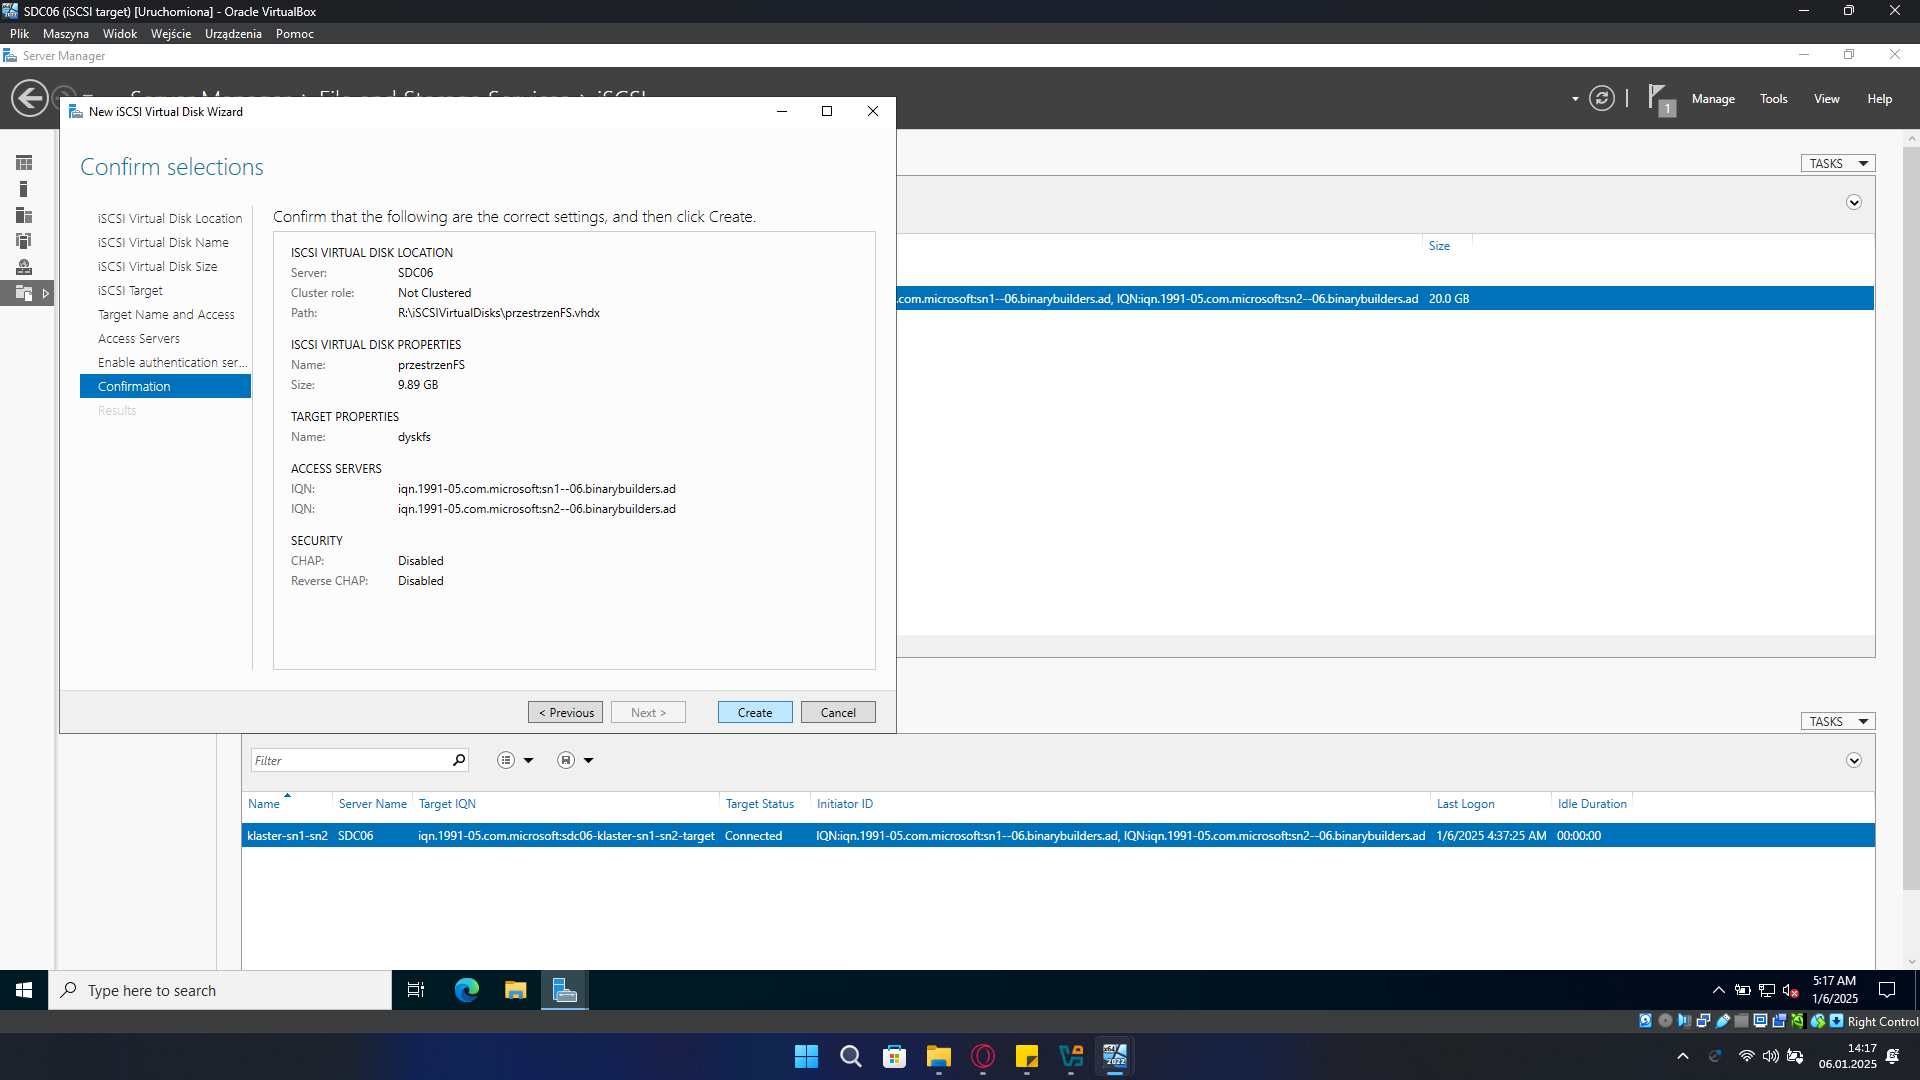 SDC06 (iSCSI target) [Uruchomiona] - Oracle VirtualBox
Plik Maszyna Widok Wejście Urządzenia Pomoc
Server Manager
Server Manager File and Storage Services iSCSI
1 Manage Tools View Help
New iSCSI Virtual Disk Wizard
Confirm selections
iSCSI Virtual Disk Location
iSCSI Virtual Disk Name
iSCSI Virtual Disk Size
iSCSI Target
Target Name and Access
Access Servers
Enable authentication ser...
Confirmation
Results
Confirm that the following are the correct settings, and then click Create.
ISCSI VIRTUAL DISK LOCATION
Server: SDC06
Cluster role: Not Clustered
Path: R:\iSCSIVirtualDisks\przestrzenFS.vhdx
ISCSI VIRTUAL DISK PROPERTIES
Name: przestrzenFS
Size: 9.89 GB
TARGET PROPERTIES
Name: dyskfs
ACCESS SERVERS
IQN: iqn.1991-05.com.microsoft:sn1--06.binarybuilders.ad
IQN: iqn.1991-05.com.microsoft:sn2--06.binarybuilders.ad
SECURITY
CHAP: Disabled
Reverse CHAP: Disabled
< Previous Next > Create Cancel
TASKS
Size
.com.microsoft:sn1--06.binarybuilders.ad, IQN:iqn.1991-05.com.microsoft:sn2--06.binarybuilders.ad 20.0 GB
TASKS
Filter
Name Server Name Target IQN Target Status Initiator ID Last Logon Idle Duration
klaster-sn1-sn2 SDC06 iqn.1991-05.com.microsoft:sdc06-klaster-sn1-sn2-target Connected IQN:iqn.1991-05.com.microsoft:sn1--06.binarybuilders.ad, IQN:iqn.1991-05.com.microsoft:sn2--06.binarybuilders.ad 1/6/2025 4:37:25 AM 00:00:00
Type here to search
5:17 AM
1/6/2025
Right Control
14:17
06.01.2025